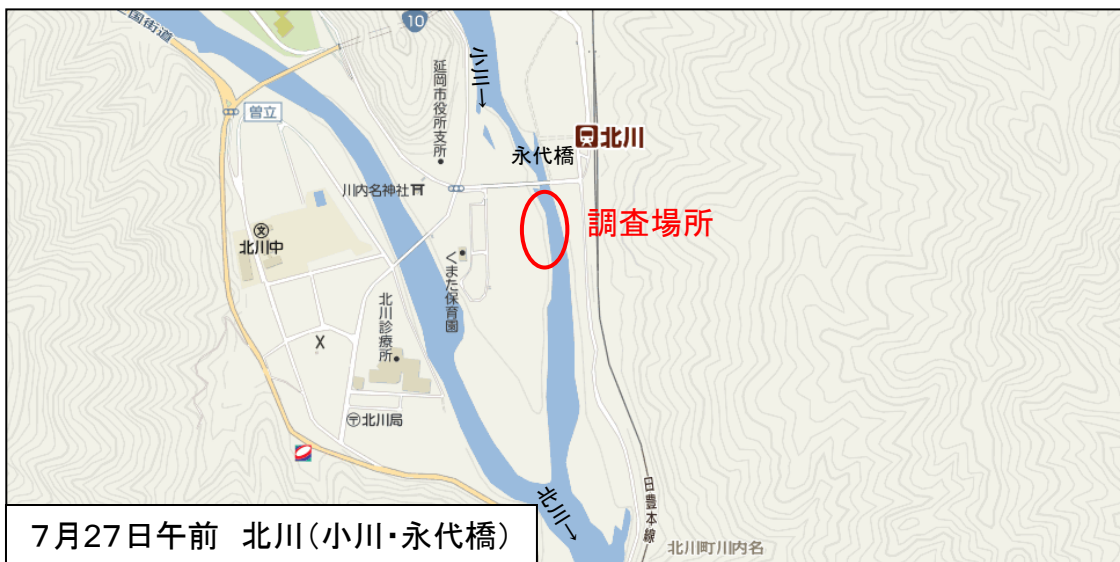 国街道
10
小川→
延岡市役所支所
曽立
北川
永代橋
川内名神社
調査場所
文
北川中
くまた保育園
北川診療所
X
〒北川局
北川→
日豊本線
北川町川内名
7月27日午前 北川(小川・永代橋)